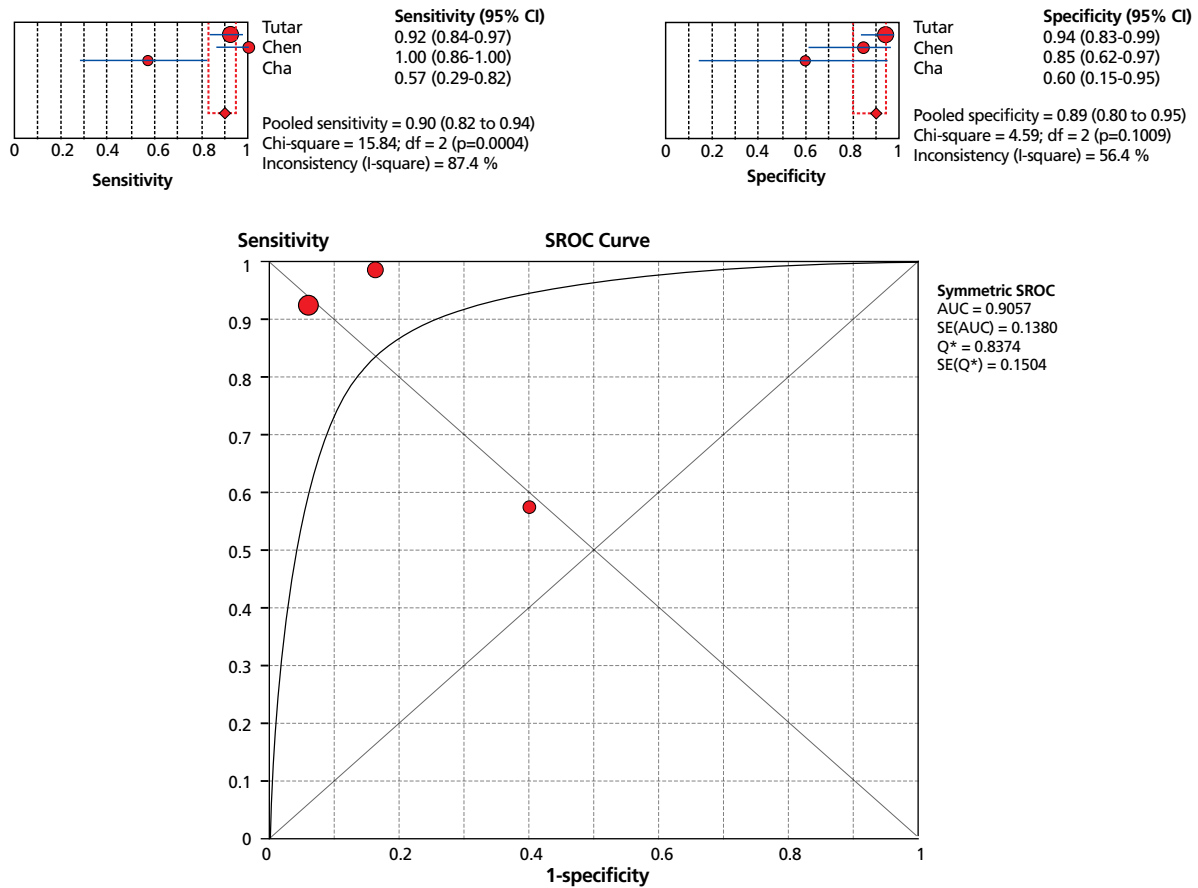 Sensitivity (95% CI)
Tutar 0.92 (0.84-0.97)
Chen 1.00 (0.86-1.00)
Cha 0.57 (0.29-0.82)
Pooled sensitivity = 0.90 (0.82 to 0.94)
Chi-square = 15.84; df = 2 (p=0.0004)
Inconsistency (I-square) = 87.4 %
0 0.2 0.4 0.6 0.8 1
Sensitivity
Specificity (95% CI)
Tutar 0.94 (0.83-0.99)
Chen 0.85 (0.62-0.97)
Cha 0.60 (0.15-0.95)
Pooled specificity = 0.89 (0.80 to 0.95)
Chi-square = 4.59; df = 2 (p=0.1009)
Inconsistency (I-square) = 56.4 %
0 0.2 0.4 0.6 0.8 1
Specificity
Sensitivity SROC Curve
1
0.9
0.8
0.7
0.6
0.5
0.4
0.3
0.2
0.1
0
0 0.2 0.4 0.6 0.8 1
1-specificity
Symmetric SROC
AUC = 0.9057
SE(AUC) = 0.1380
Q* = 0.8374
SE(Q*) = 0.1504